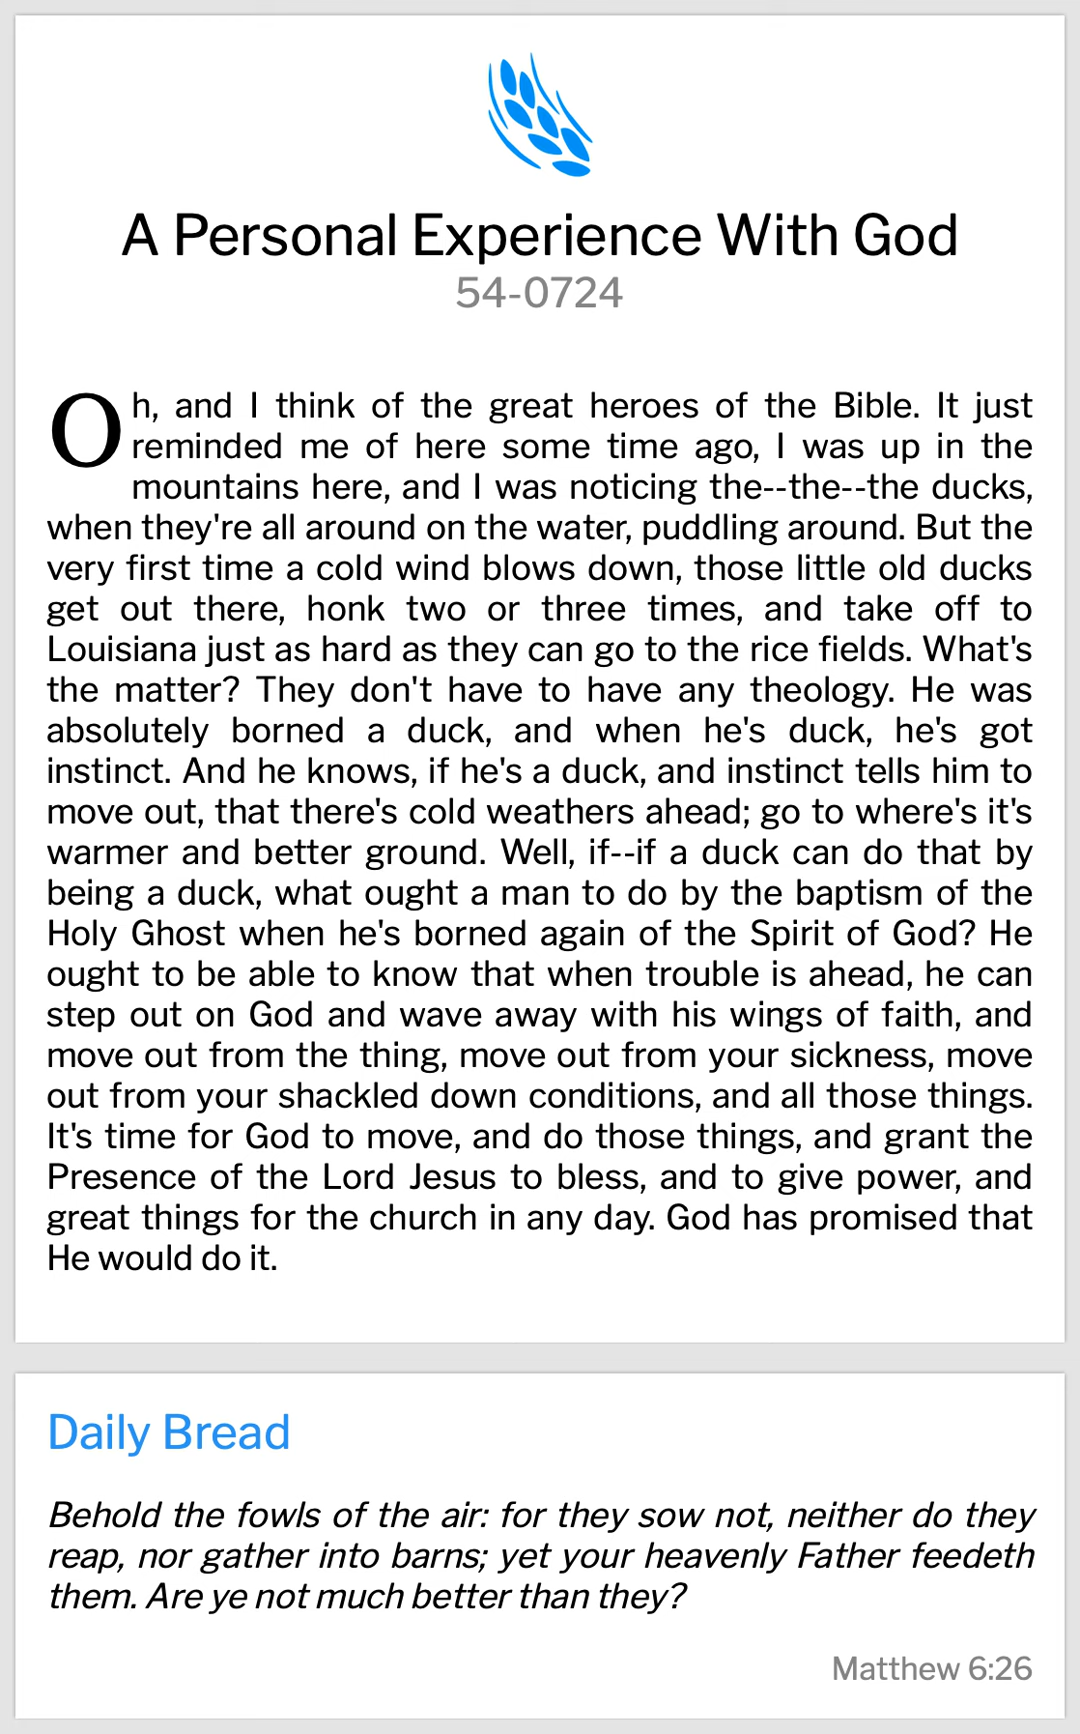 A Personal Experience With God
54-0724
Oh, and I think of the great heroes of the Bible. It just
reminded me of here some time ago, I was up in the
mountains here, and I was noticing the--the--the ducks,
when they're all around on the water, puddling around. But the
very first time a cold wind blows down, those little old ducks
get out there, honk two or three times, and take off to
Louisiana just as hard as they can go to the rice fields. What's
the matter? They don't have to have any theology. He was
absolutely borned a duck, and when he's duck, he's got
instinct. And he knows, if he's a duck, and instinct tells him to
move out, that there's cold weathers ahead; go to where's it's
warmer and better ground. Well, if--if a duck can do that by
being a duck, what ought a man to do by the baptism of the
Holy Ghost when he's borned again of the Spirit of God? He
ought to be able to know that when trouble is ahead, he can
step out on God and wave away with his wings of faith, and
move out from the thing, move out from your sickness, move
out from your shackled down conditions, and all those things.
It's time for God to move, and do those things, and grant the
Presence of the Lord Jesus to bless, and to give power, and
great things for the church in any day. God has promised that
He would do it.
Daily Bread
Behold the fowls of the air: for they sow not, neither do they
reap, nor gather into barns; yet your heavenly Father feedeth
them. Are ye not much better than they?
Matthew 6:26